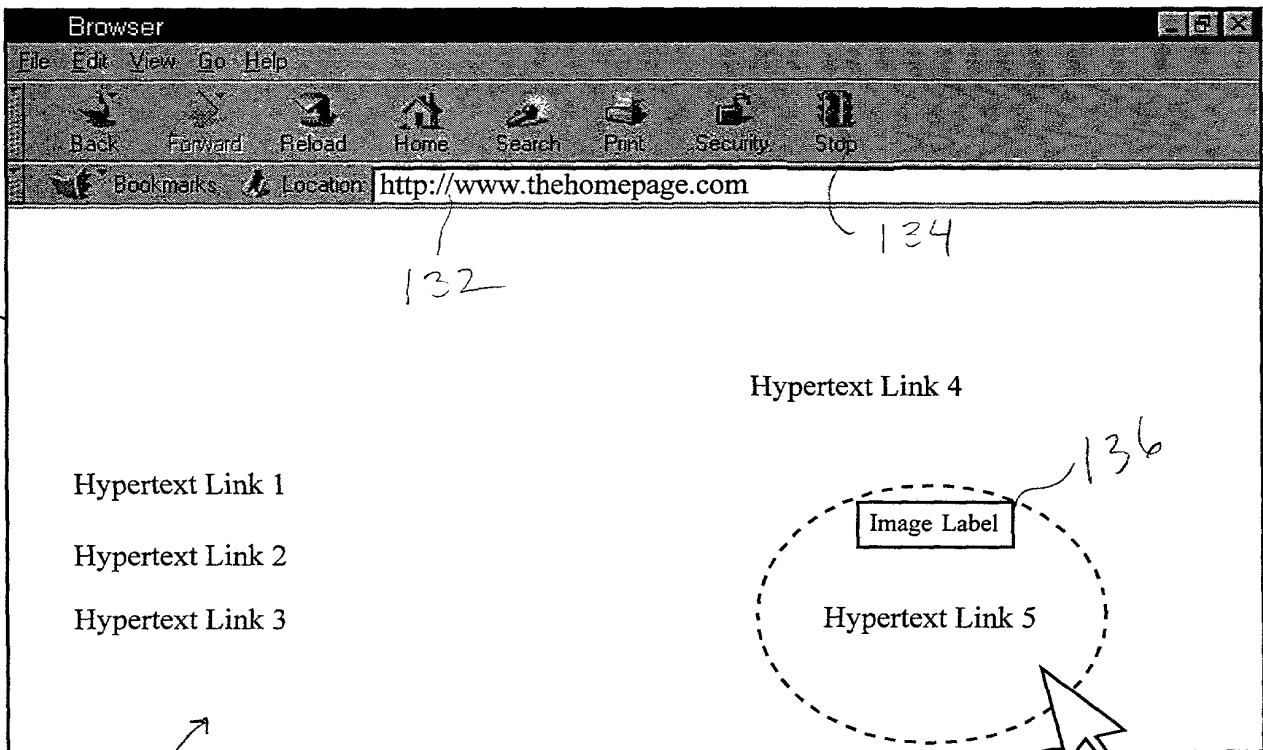 Browser
File Edit View Go Help
Back Forward Reload Home Search Print Security Stop
Bookmarks Location http://www.thehomepage.com
132
134
Hypertext Link 4
136
Hypertext Link 1
Image Label
Hypertext Link 2
Hypertext Link 3
Hypertext Link 5